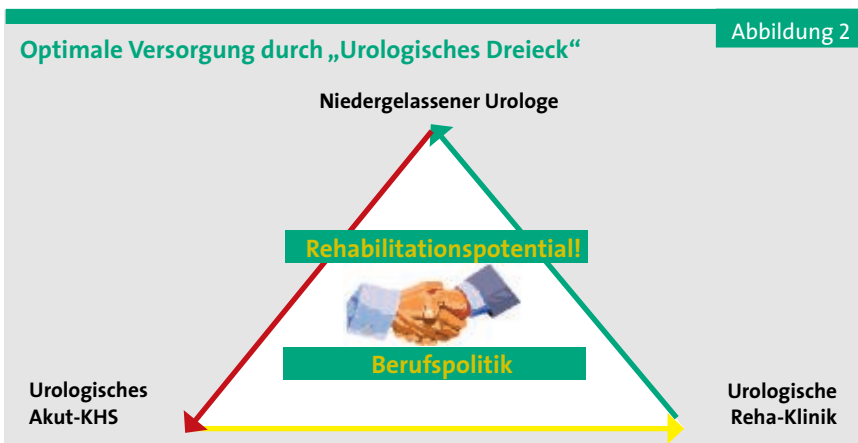 Abbildung 2
Optimale Versorgung durch „Urologisches Dreieck“
Niedergelassener Urologe
Rehabilitationspotential!
Berufspolitik
Urologisches
Akut-KHS
Urologische
Reha-Klinik